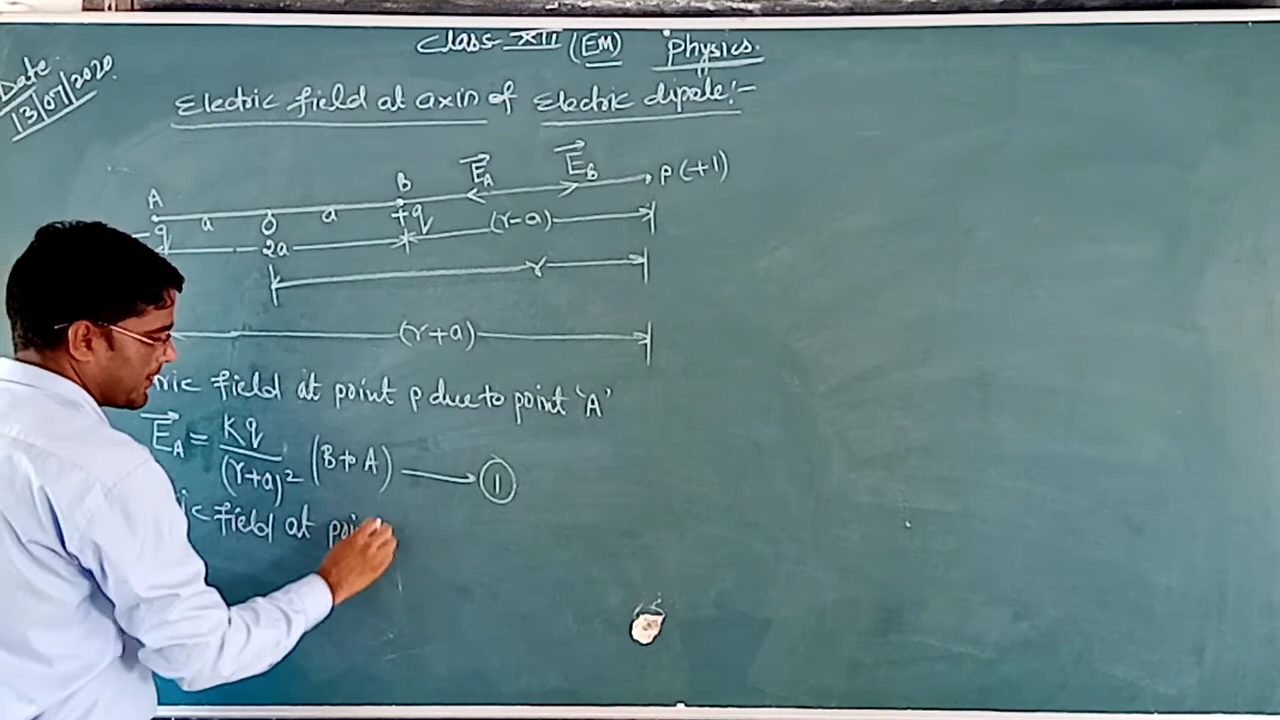 Class XII (EM) Physics.
Date.
13/07/2020
Electric field at axin of Electric dipole:-
A B E_A E_B P(+1)
-q a O a +q (r-a)
2a
r
(r+a)
ric field at point p due to point 'A'
E_A = Kq/(r+a)² (B to A) → ①
ic field at poi